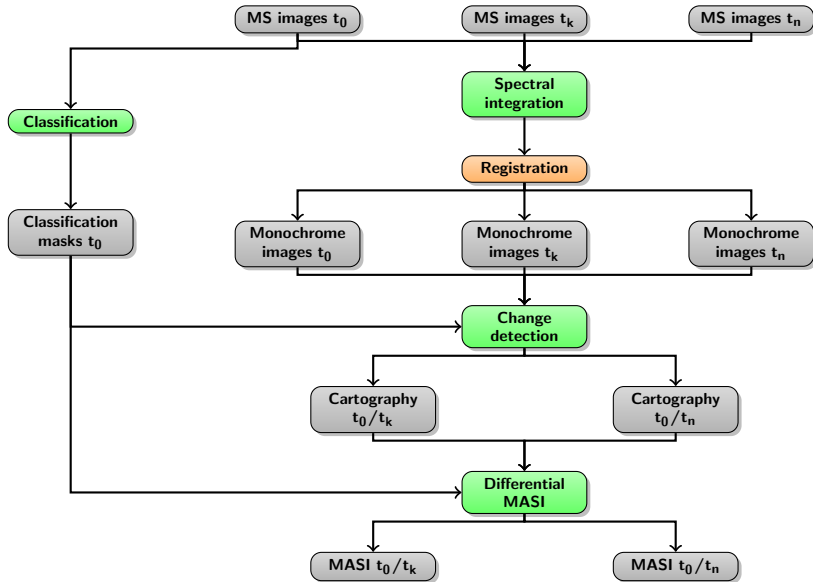 MS images t₀
MS images tₖ
MS images tₙ
Spectral
integration
Classification
Registration
Classification
masks t₀
Monochrome
images t₀
Monochrome
images tₖ
Monochrome
images tₙ
Change
detection
Cartography
t₀/tₖ
Cartography
t₀/tₙ
Differential
MASI
MASI t₀/tₖ
MASI t₀/tₙ